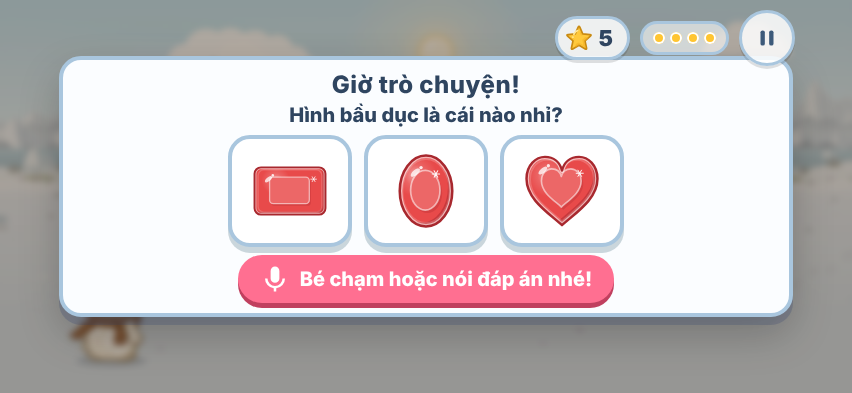 5
Giờ trò chuyện!
Hình bầu dục là cái nào nhỉ?
Bé chạm hoặc nói đáp án nhé!